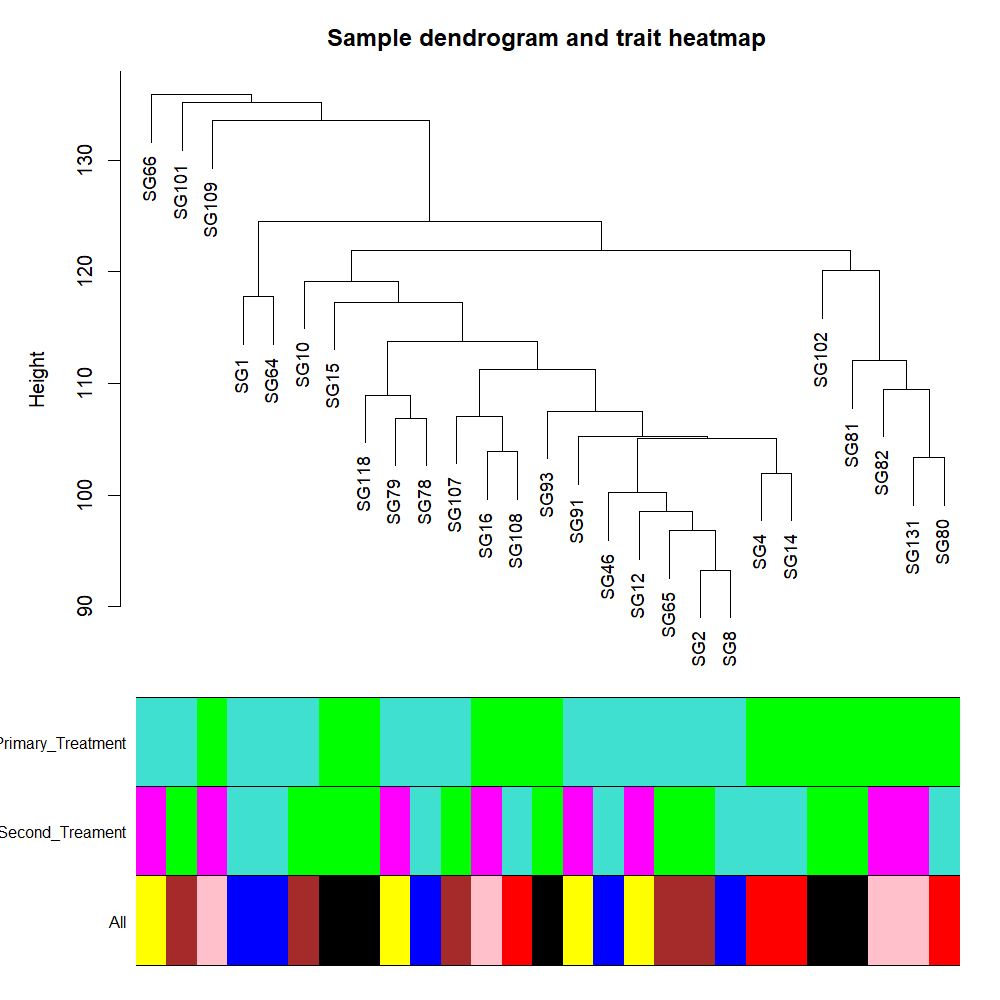 Sample dendrogram and trait heatmap
Height
130
120
110
100
90
SG66
SG101
SG109
SG1
SG64
SG10
SG15
SG118
SG79
SG78
SG107
SG16
SG108
SG93
SG91
SG46
SG12
SG65
SG2
SG8
SG4
SG14
SG102
SG81
SG82
SG131
SG80
Primary_Treatment
Second_Treament
All